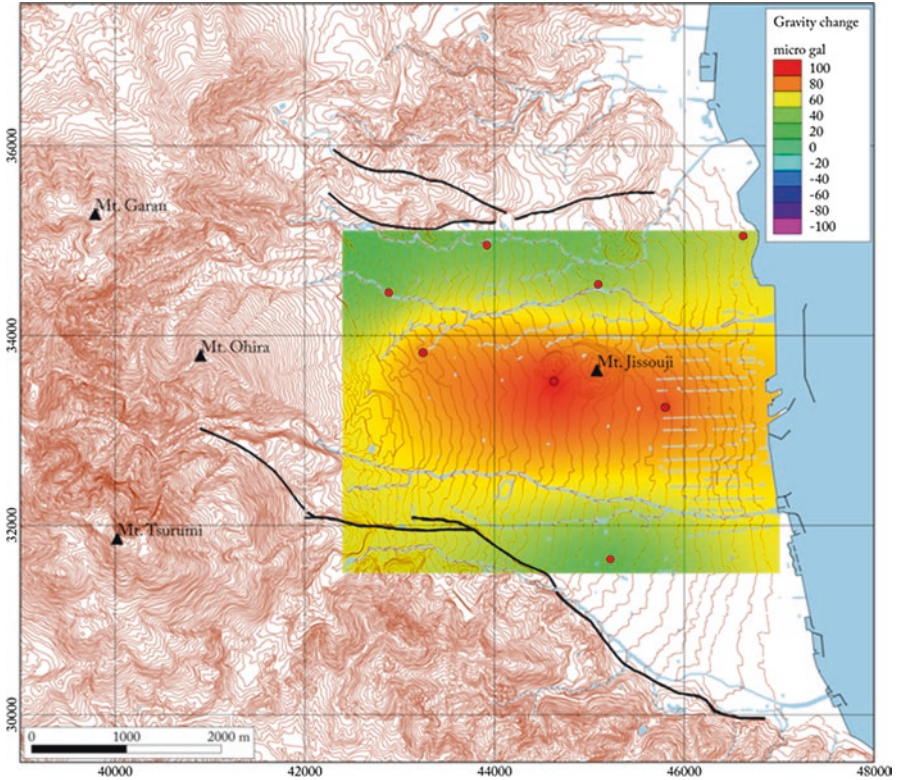 Gravity change
micro gal
100
80
60
40
20
0
-20
-40
-60
-80
-100
36000
Mt. Garan
34000
Mt. Ohira
Mt. Jissouji
32000
Mt. Tsurumi
30000
0 1000 2000 m
40000 42000 44000 46000 48000